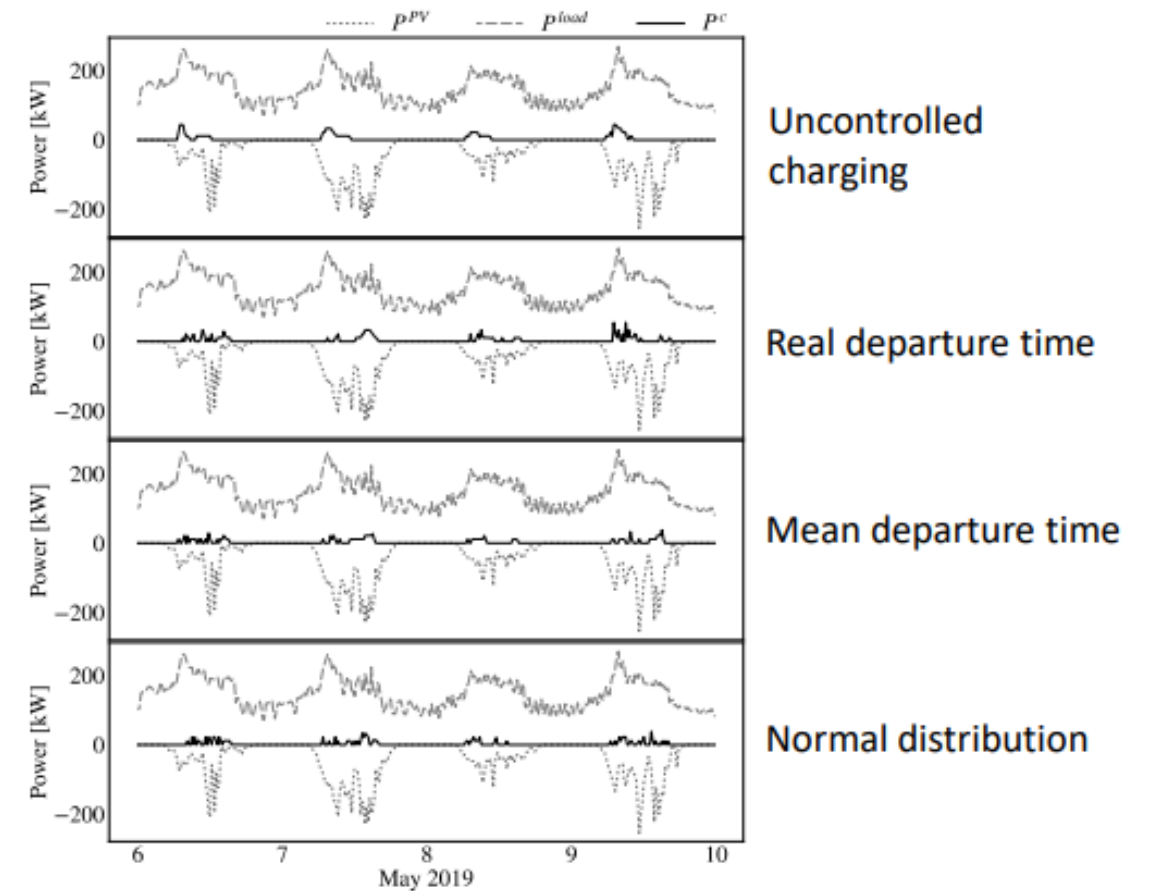 P^PV P^load P^c
Power [kW]
200
0
−200
Uncontrolled
charging
Power [kW]
200
0
−200
Real departure time
Power [kW]
200
0
−200
Mean departure time
Power [kW]
200
0
−200
Normal distribution
6 7 8 9 10
May 2019